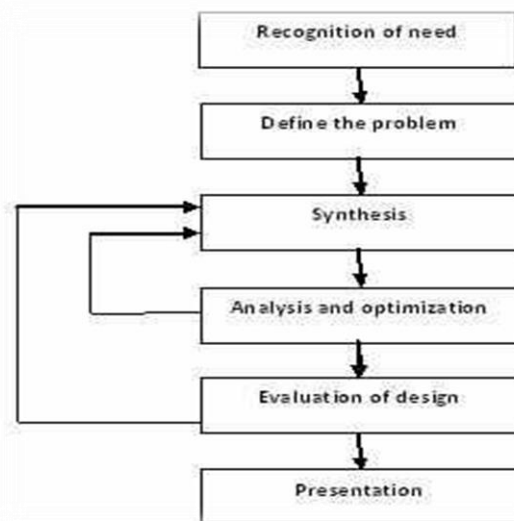 Recognition of need
Define the problem
Synthesis
Analysis and optimization
Evaluation of design
Presentation